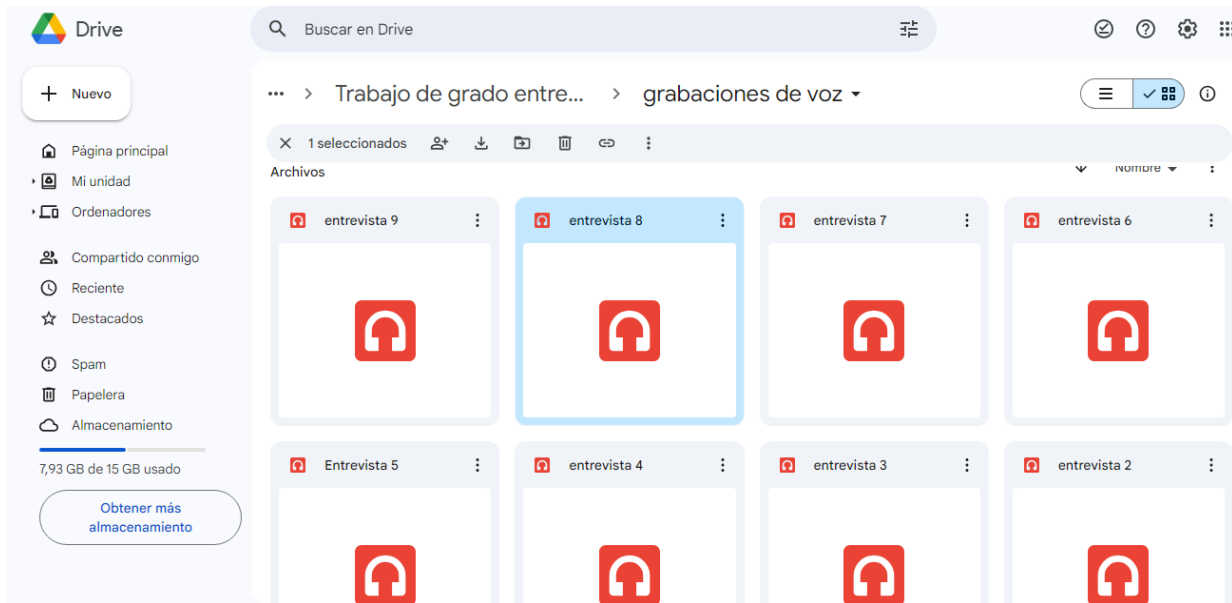 Drive
Buscar en Drive
Nuevo
Página principal
Mi unidad
Ordenadores
Compartido conmigo
Reciente
Destacados
Spam
Papelera
Almacenamiento
7,93 GB de 15 GB usado
Obtener más
almacenamiento
... > Trabajo de grado entre... > grabaciones de voz
1 seleccionados
Archivos
Nombre
entrevista 9
entrevista 8
entrevista 7
entrevista 6
Entrevista 5
entrevista 4
entrevista 3
entrevista 2